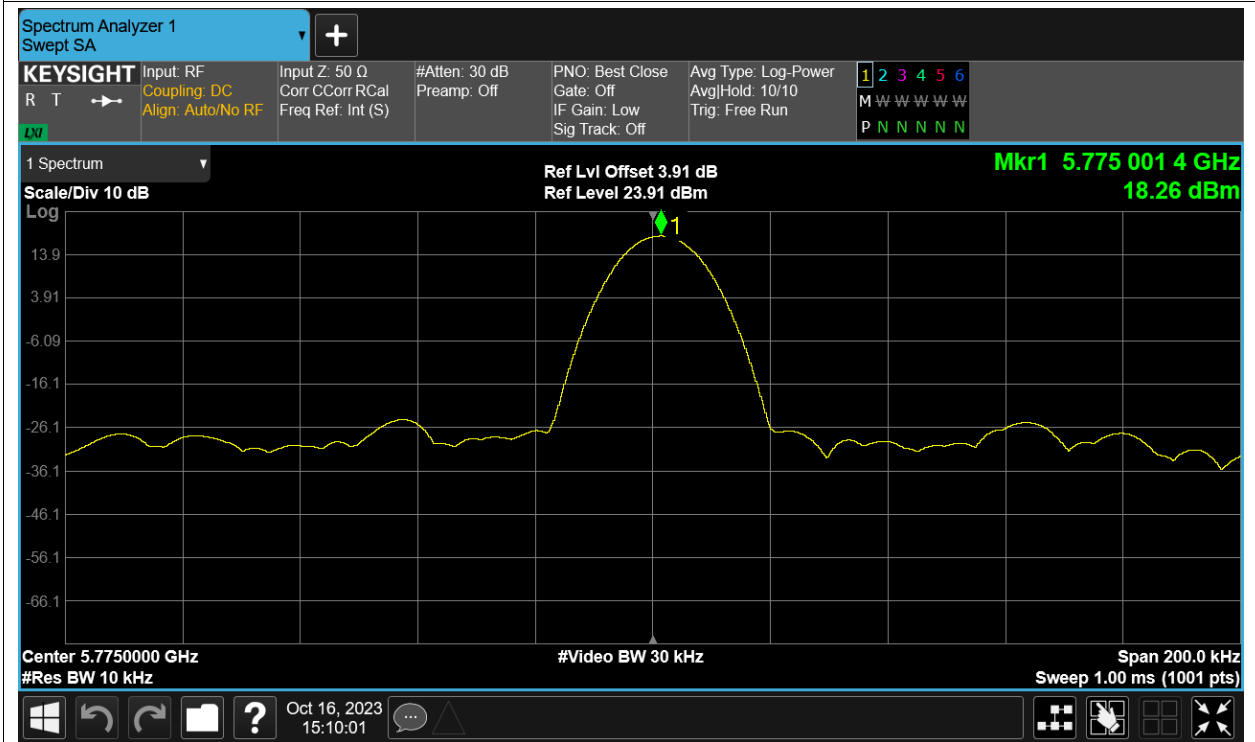 Spectrum Analyzer 1
Swept SA
▼
+
KEYSIGHT
R T
LXI
Input: RF
Coupling: DC
Align: Auto/No RF
Input Z: 50 Ω
Corr CCorr RCal
Freq Ref: Int (S)
#Atten: 30 dB
Preamp: Off
PNO: Best Close
Gate: Off
IF Gain: Low
Sig Track: Off
Avg Type: Log-Power
Avg|Hold: 10/10
Trig: Free Run
1 2 3 4 5 6
M W W W W W
P N N N N N
1 Spectrum
▼
Scale/Div 10 dB
Log
Ref Lvl Offset 3.91 dB
Ref Level 23.91 dBm
Mkr1 5.775 001 4 GHz
18.26 dBm
1
13.9
3.91
-6.09
-16.1
-26.1
-36.1
-46.1
-56.1
-66.1
Center 5.7750000 GHz
#Video BW 30 kHz
Span 200.0 kHz
#Res BW 10 kHz
Sweep 1.00 ms (1001 pts)
?
Oct 16, 2023
15:10:01
...